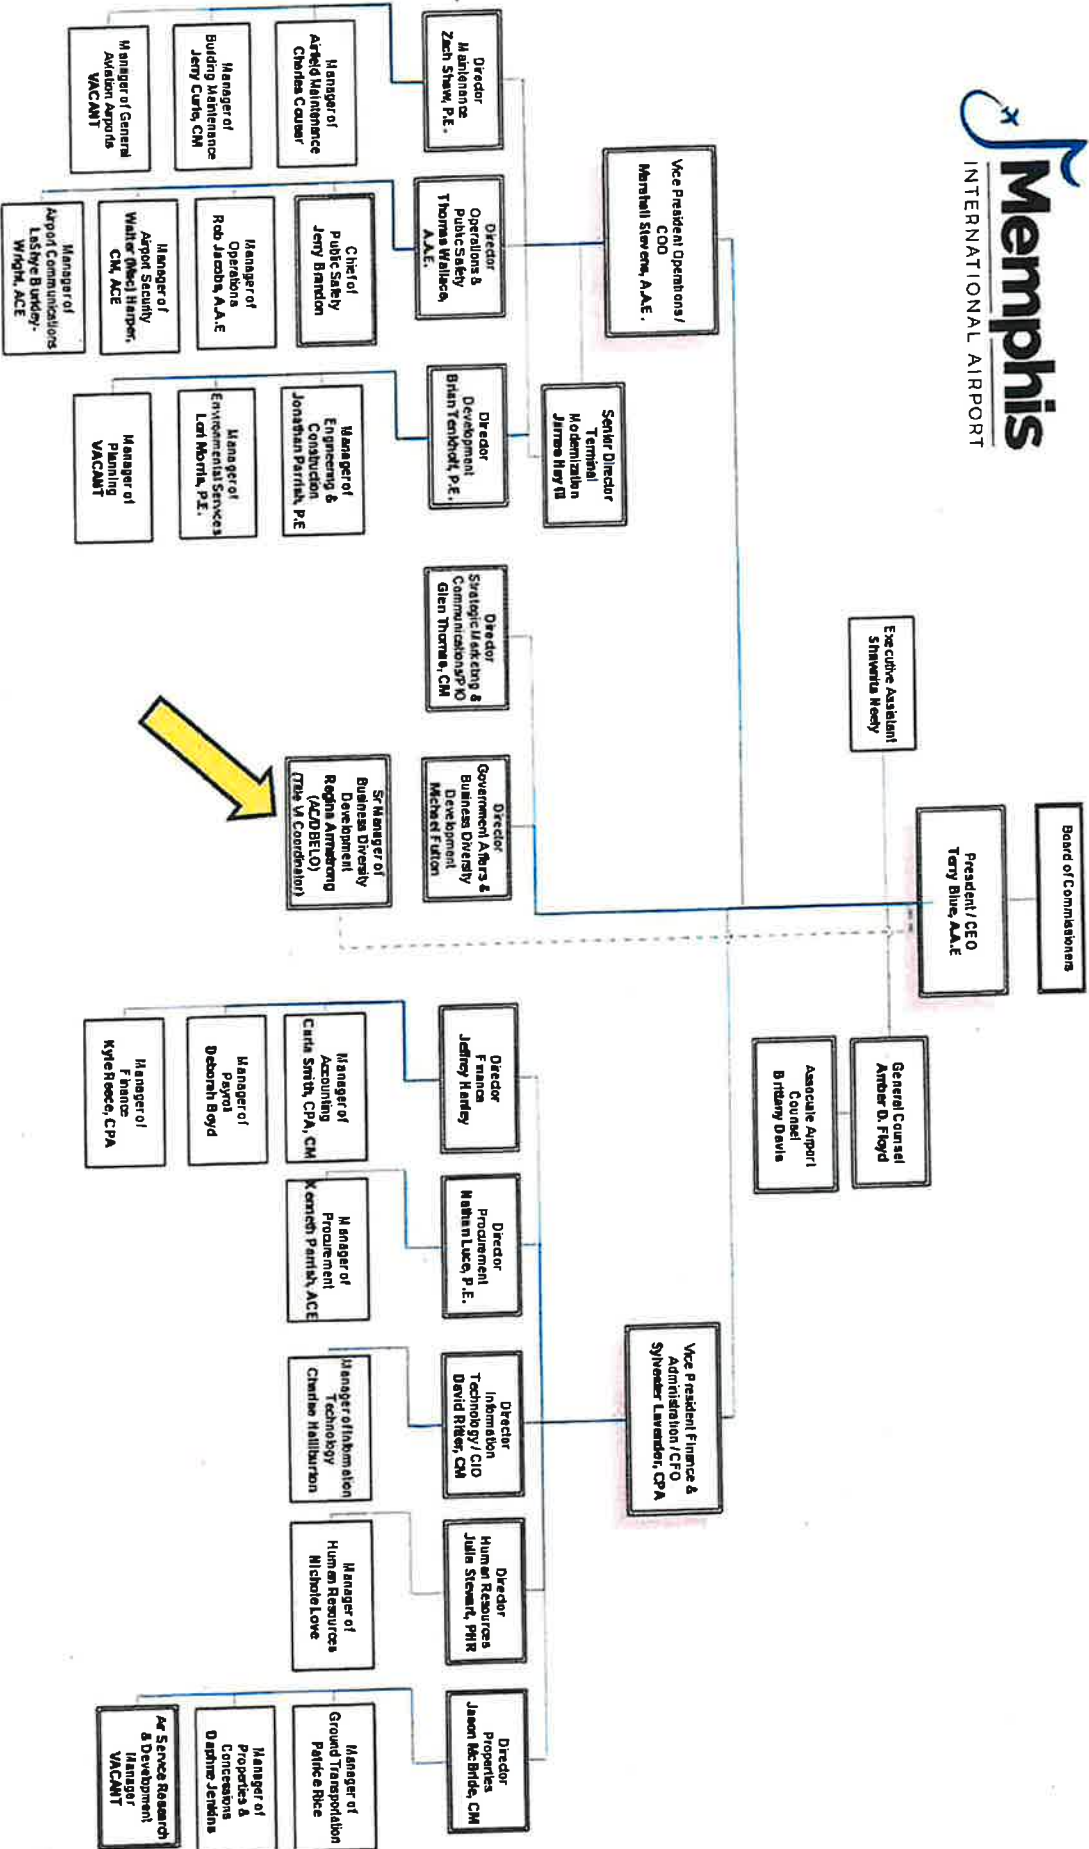 Memphis
INTERNATIONAL AIRPORT
Board of Commissioners
President / CEO
Terry Blue, A.A.E
Executive Assistant
Shawnita Neely
General Counsel
Amber D. Floyd
Associate Airport
Counsel
Brittany Davis
Vice President Operations /
COO
Marshall Stevens, A.A.E.
Vice President Finance &
Administration / CFO
Sylvester Lavender, CPA
Senior Director
Terminal
Modernization
James Hay
Director
Maintenance
Zach Shaw, P.E.
Director
Operations &
Public Safety
Thomas Wallace,
A.A.E.
Director
Development
Brian Tenkhoff, P.E.
Director
Strategic Marketing &
Communications/PIO
Glen Thomas, CM
Director
Government Affairs &
Business Diversity
Development
Michael Fulton
Director
Finance
Jeffrey Hanley
Director
Procurement
Nathan Luce, P.E.
Director
Information
Technology / CIO
David Ritter, CM
Director
Human Resources
Julie Stewart, PHR
Director
Properties
Jason McBride, CM
Manager of
Airfield Maintenance
Charles Couser
Manager of
Building Maintenance
Jerry Curle, CM
Manager of General
Aviation Airports
VACANT
Chief of
Public Safety
Jerry Brandon
Manager of
Operations
Rob Jacobs, A.A.E
Manager of
Airport Security
Walter (Mac) Harper,
CM, ACE
Manager of
Airport Communications
LaShye Burkley-
Wright, ACE
Manager of
Engineering &
Construction
Jonathan Parrish, P.E
Manager of
Environmental Services
Lori Morris, P.E.
Manager of
Planning
VACANT
Sr Manager of
Business Diversity
Development
Regina Armstrong
(AC/DBELO)
(Title VI Coordinator)
Manager of
Accounting
Carla Smith, CPA, CM
Manager of
Payroll
Deborah Boyd
Manager of
Finance
Kyle Reece, CPA
Manager of
Procurement
Kenneth Parrish, ACE
Manager of Information
Technology
Charlee Halliburton
Manager of
Human Resources
Nichole Love
Manager of
Ground Transportation
Patrice Rice
Manager of
Properties &
Concessions
Daphne Jenkins
Air Service Research
& Development
Manager
VACANT